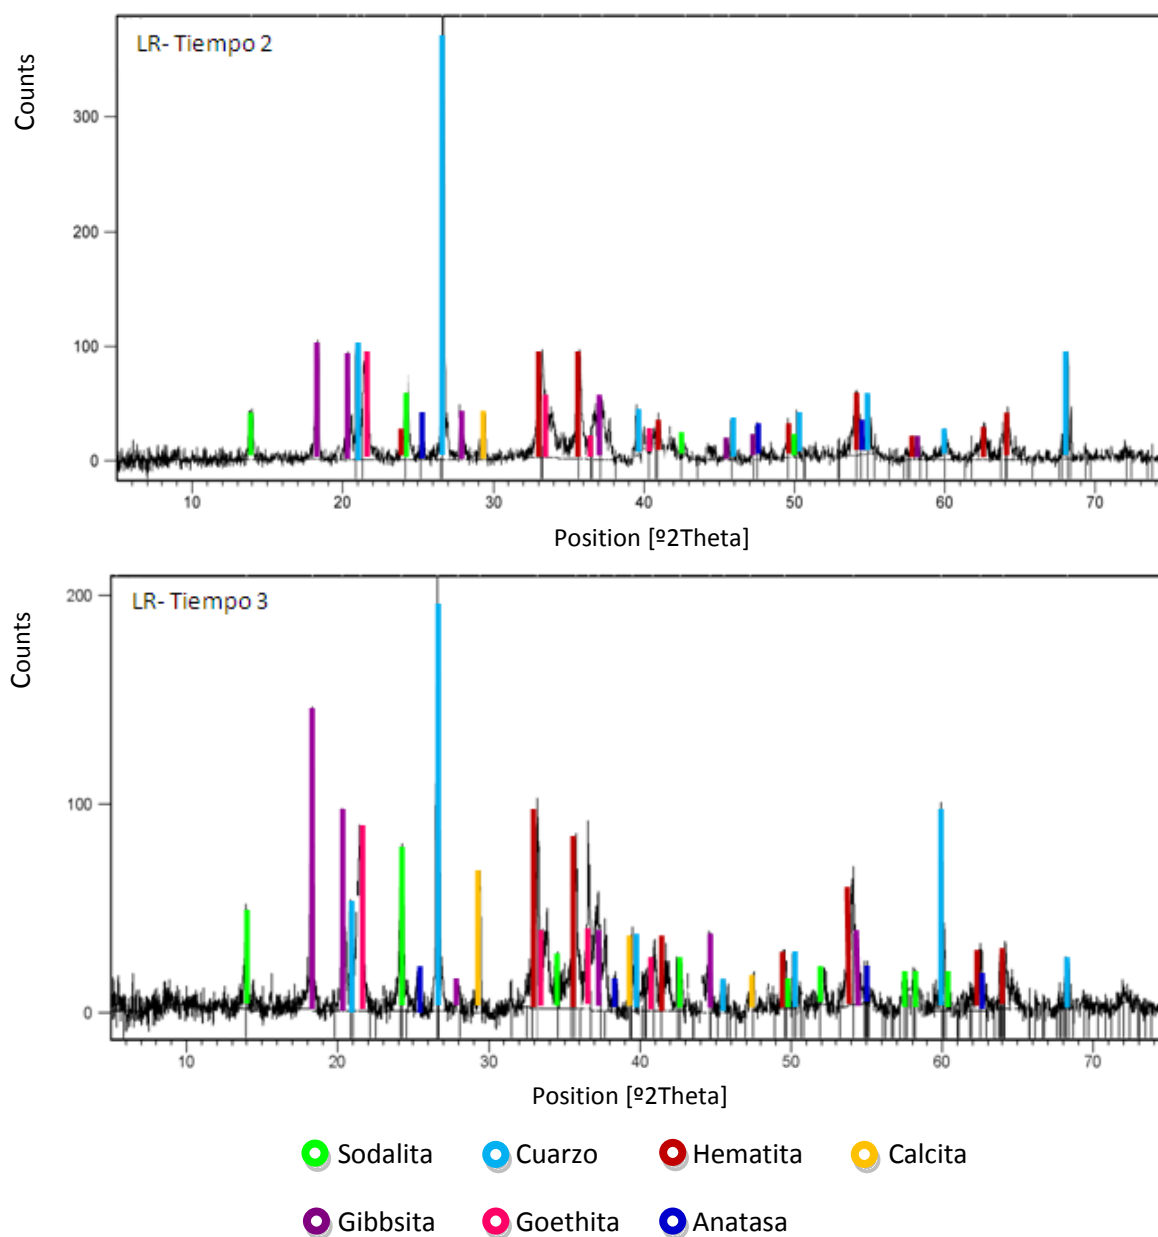 LR- Tiempo 2
Counts
300
200
100
0
10 20 30 40 50 60 70
Position [º2Theta]
LR- Tiempo 3
Counts
200
100
0
10 20 30 40 50 60 70
Position [º2Theta]
Sodalita Cuarzo Hematita Calcita
Gibbsita Goethita Anatasa